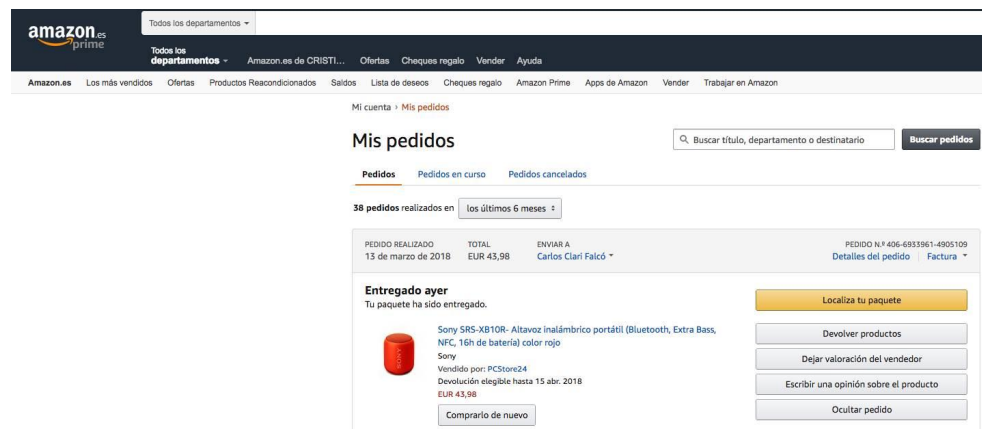 amazon.es
prime
Todos los departamentos
Todos los
departamentos
Amazon.es de CRISTI... Ofertas Cheques regalo Vender Ayuda
Amazon.es Los más vendidos Ofertas Productos Reacondicionados Saldos Lista de deseos Cheques regalo Amazon Prime Apps de Amazon Vender Trabajar en Amazon
Mi cuenta › Mis pedidos
Mis pedidos
Buscar título, departamento o destinatario
Buscar pedidos
Pedidos Pedidos en curso Pedidos cancelados
38 pedidos realizados en los últimos 6 meses
PEDIDO REALIZADO TOTAL ENVIAR A PEDIDO N.º 406-6933961-4905109
13 de marzo de 2018 EUR 43,98 Carlos Clari Falcó Detalles del pedido Factura
Entregado ayer
Tu paquete ha sido entregado.
Localiza tu paquete
SONY
Sony SRS-XB10R- Altavoz inalámbrico portátil (Bluetooth, Extra Bass,
NFC, 16h de batería) color rojo
Sony
Vendido por: PCStore24
Devolución elegible hasta 15 abr. 2018
EUR 43,98
Comprarlo de nuevo
Devolver productos
Dejar valoración del vendedor
Escribir una opinión sobre el producto
Ocultar pedido